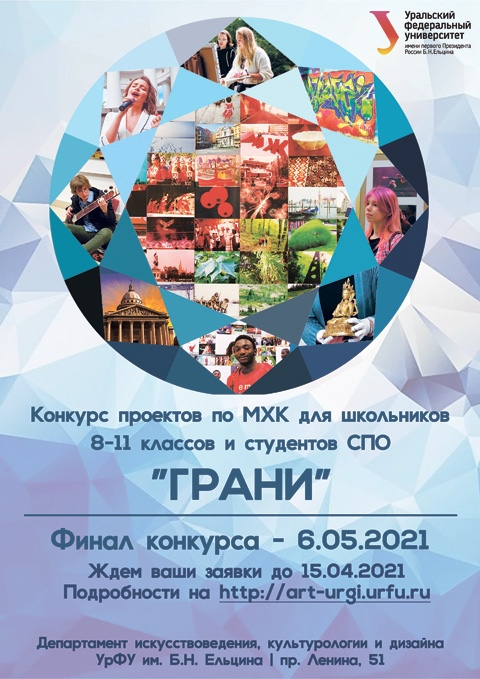 Уральский
федеральный
университет
имени первого Президента
России Б.Н.Ельцина
МХК
Конкурс проектов по МХК для школьников
8-11 классов и студентов СПО
"ГРАНИ"
Финал конкурса - 6.05.2021
Ждем ваши заявки до 15.04.2021
Подробности на http://art-urgi.urfu.ru
Департамент искусствоведения, культурологии и дизайна
УрФУ им. Б.Н. Ельцина | пр. Ленина, 51